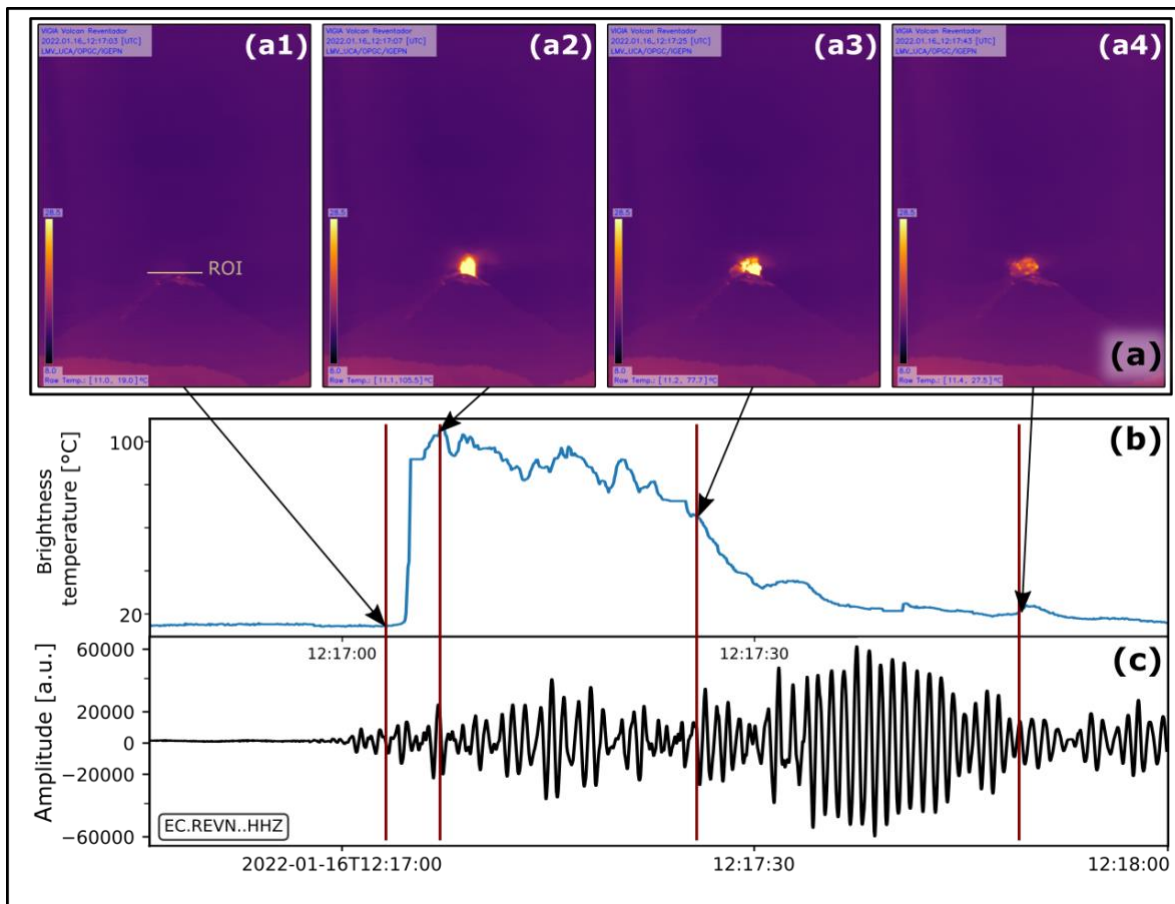 VIGIA Volcan Reventador
2022.01.16_12:17:03 [UTC]
LMV_UCA/OPGC/IGEPN
(a1)
28.5
ROI
8.0
Raw Temp.: [11.0, 19.0] °C
VIGIA Volcan Reventador
2022.01.16_12:17:07 [UTC]
LMV_UCA/OPGC/IGEPN
(a2)
28.5
8.0
Raw Temp.: [11.1,105.5] °C
VIGIA Volcan Reventador
2022.01.16_12:17:25 [UTC]
LMV_UCA/OPGC/IGEPN
(a3)
28.5
8.0
Raw Temp.: [11.2, 77.7] °C
VIGIA Volcan Reventador
2022.01.16_12:17:43 [UTC]
LMV_UCA/OPGC/IGEPN
(a4)
28.5
8.0
Raw Temp.: [11.4, 27.5] °C
(a)
(b)
Brightness
temperature [°C]
100
20
12:17:00
12:17:30
(c)
Amplitude [a.u.]
60000
20000
0
−20000
−60000
EC.REVN..HHZ
2022-01-16T12:17:00
12:17:30
12:18:00